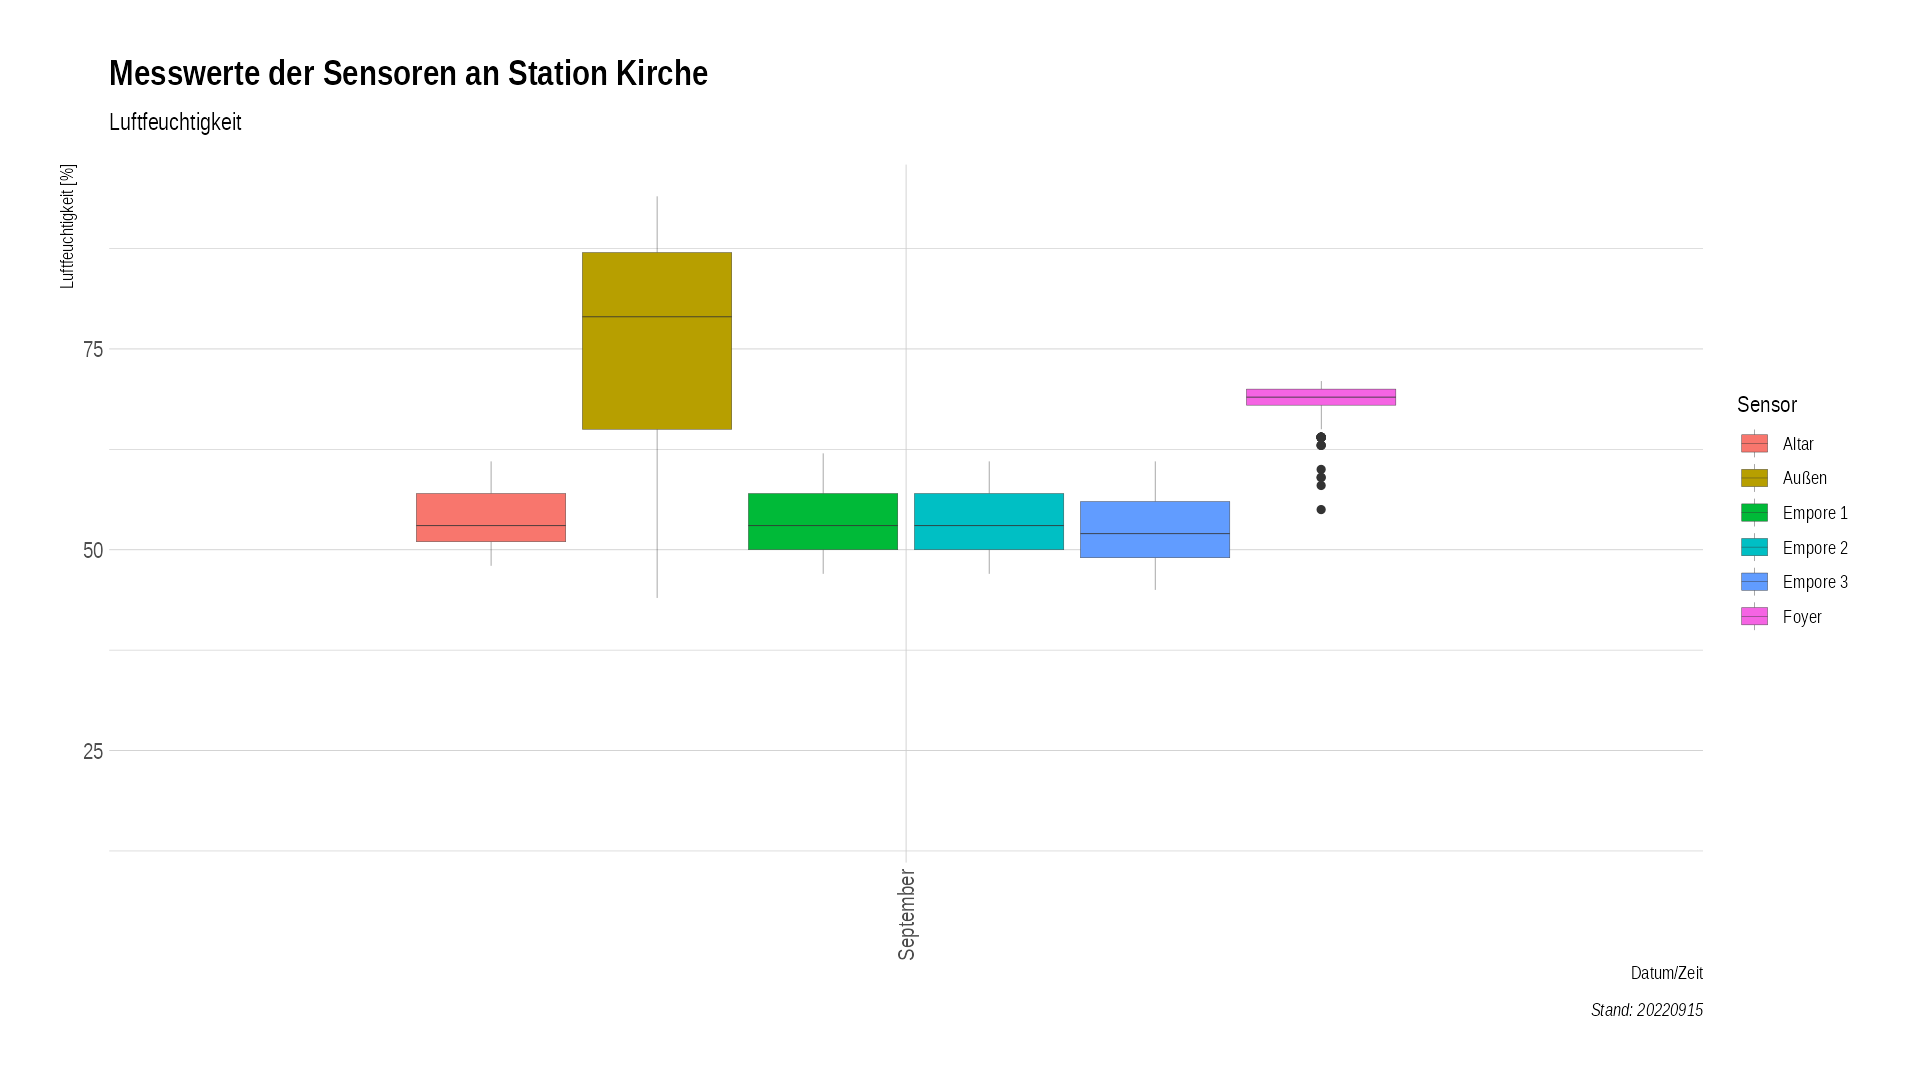 Messwerte der Sensoren an Station Kirche
Luftfeuchtigkeit
Luftfeuchtigkeit [%]
75
50
25
September
Datum/Zeit
Stand: 20220915
Sensor
Altar
Außen
Empore 1
Empore 2
Empore 3
Foyer